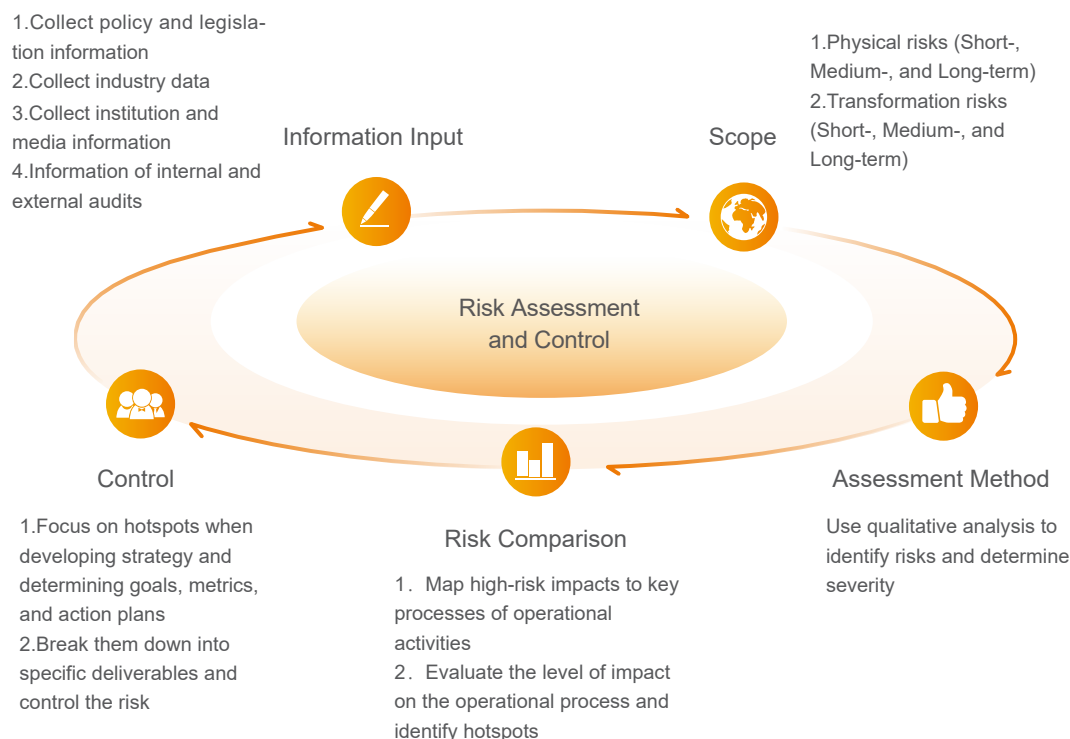 1.Collect policy and legisla-
tion information
2.Collect industry data
3.Collect institution and
media information
4.Information of internal and
external audits
Information Input
Scope
1.Physical risks (Short-,
Medium-, and Long-term)
2.Transformation risks
(Short-, Medium-, and
Long-term)
Risk Assessment
and Control
Control
1.Focus on hotspots when
developing strategy and
determining goals, metrics,
and action plans
2.Break them down into
specific deliverables and
control the risk
Risk Comparison
1. Map high-risk impacts to key
processes of operational
activities
2. Evaluate the level of impact
on the operational process and
identify hotspots
Assessment Method
Use qualitative analysis to
identify risks and determine
severity